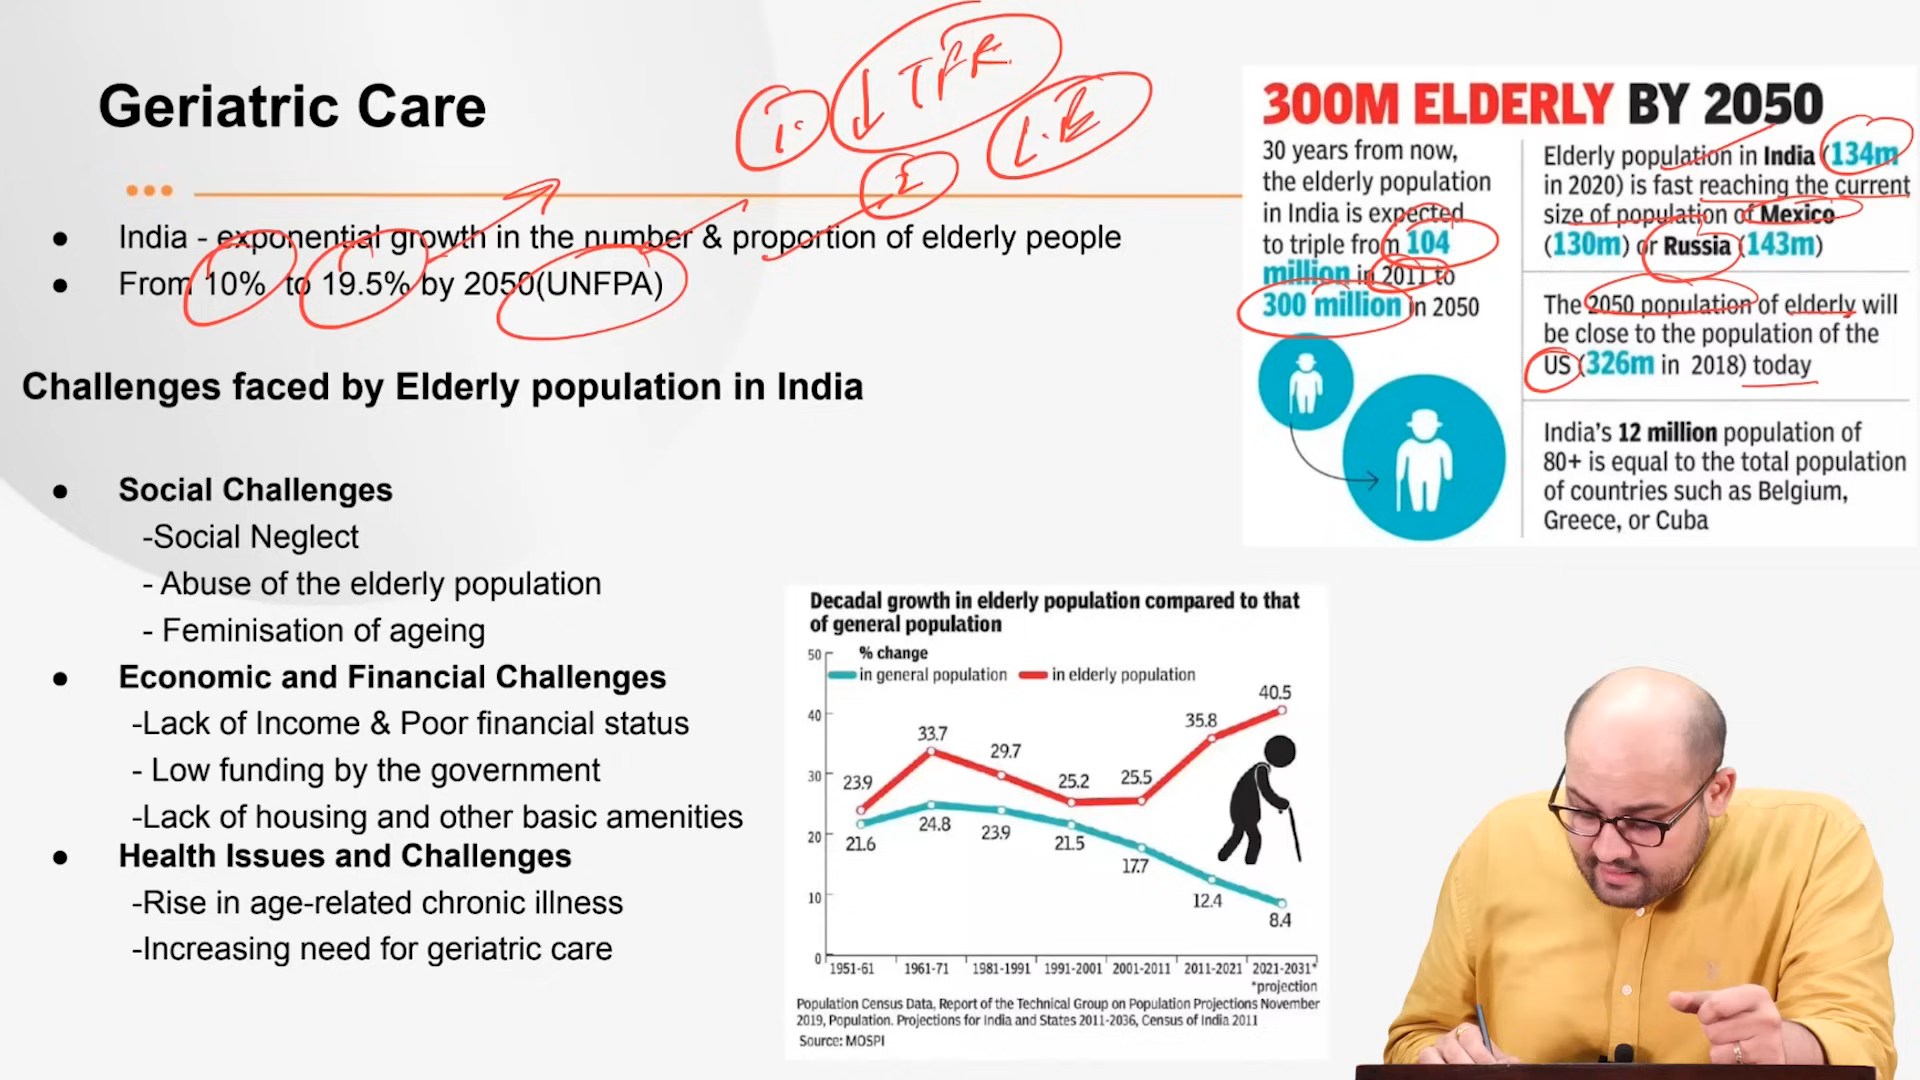 Geriatric Care
1.
↓ TFR
2
L.E
● India - exponential growth in the number & proportion of elderly people
● From 10% to 19.5% by 2050(UNFPA)
Challenges faced by Elderly population in India
● Social Challenges
-Social Neglect
- Abuse of the elderly population
- Feminisation of ageing
● Economic and Financial Challenges
-Lack of Income & Poor financial status
- Low funding by the government
-Lack of housing and other basic amenities
● Health Issues and Challenges
-Rise in age-related chronic illness
-Increasing need for geriatric care
300M ELDERLY BY 2050
30 years from now,
the elderly population
in India is expected
to triple from 104
million in 2011 to
300 million in 2050
Elderly population in India (134m
in 2020) is fast reaching the current
size of population of Mexico
(130m) or Russia (143m)
The 2050 population of elderly will
be close to the population of the
US (326m in 2018) today
India's 12 million population of
80+ is equal to the total population
of countries such as Belgium,
Greece, or Cuba
Decadal growth in elderly population compared to that
of general population
% change
in general population in elderly population
50
40
30
20
10
0
23.9 33.7 29.7 25.2 25.5 35.8 40.5
21.6 24.8 23.9 21.5 17.7 12.4 8.4
1951-61 1961-71 1981-1991 1991-2001 2001-2011 2011-2021 2021-2031*
*projection
Population Census Data, Report of the Technical Group on Population Projections November
2019, Population. Projections for India and States 2011-2036, Census of India 2011
Source: MOSPI